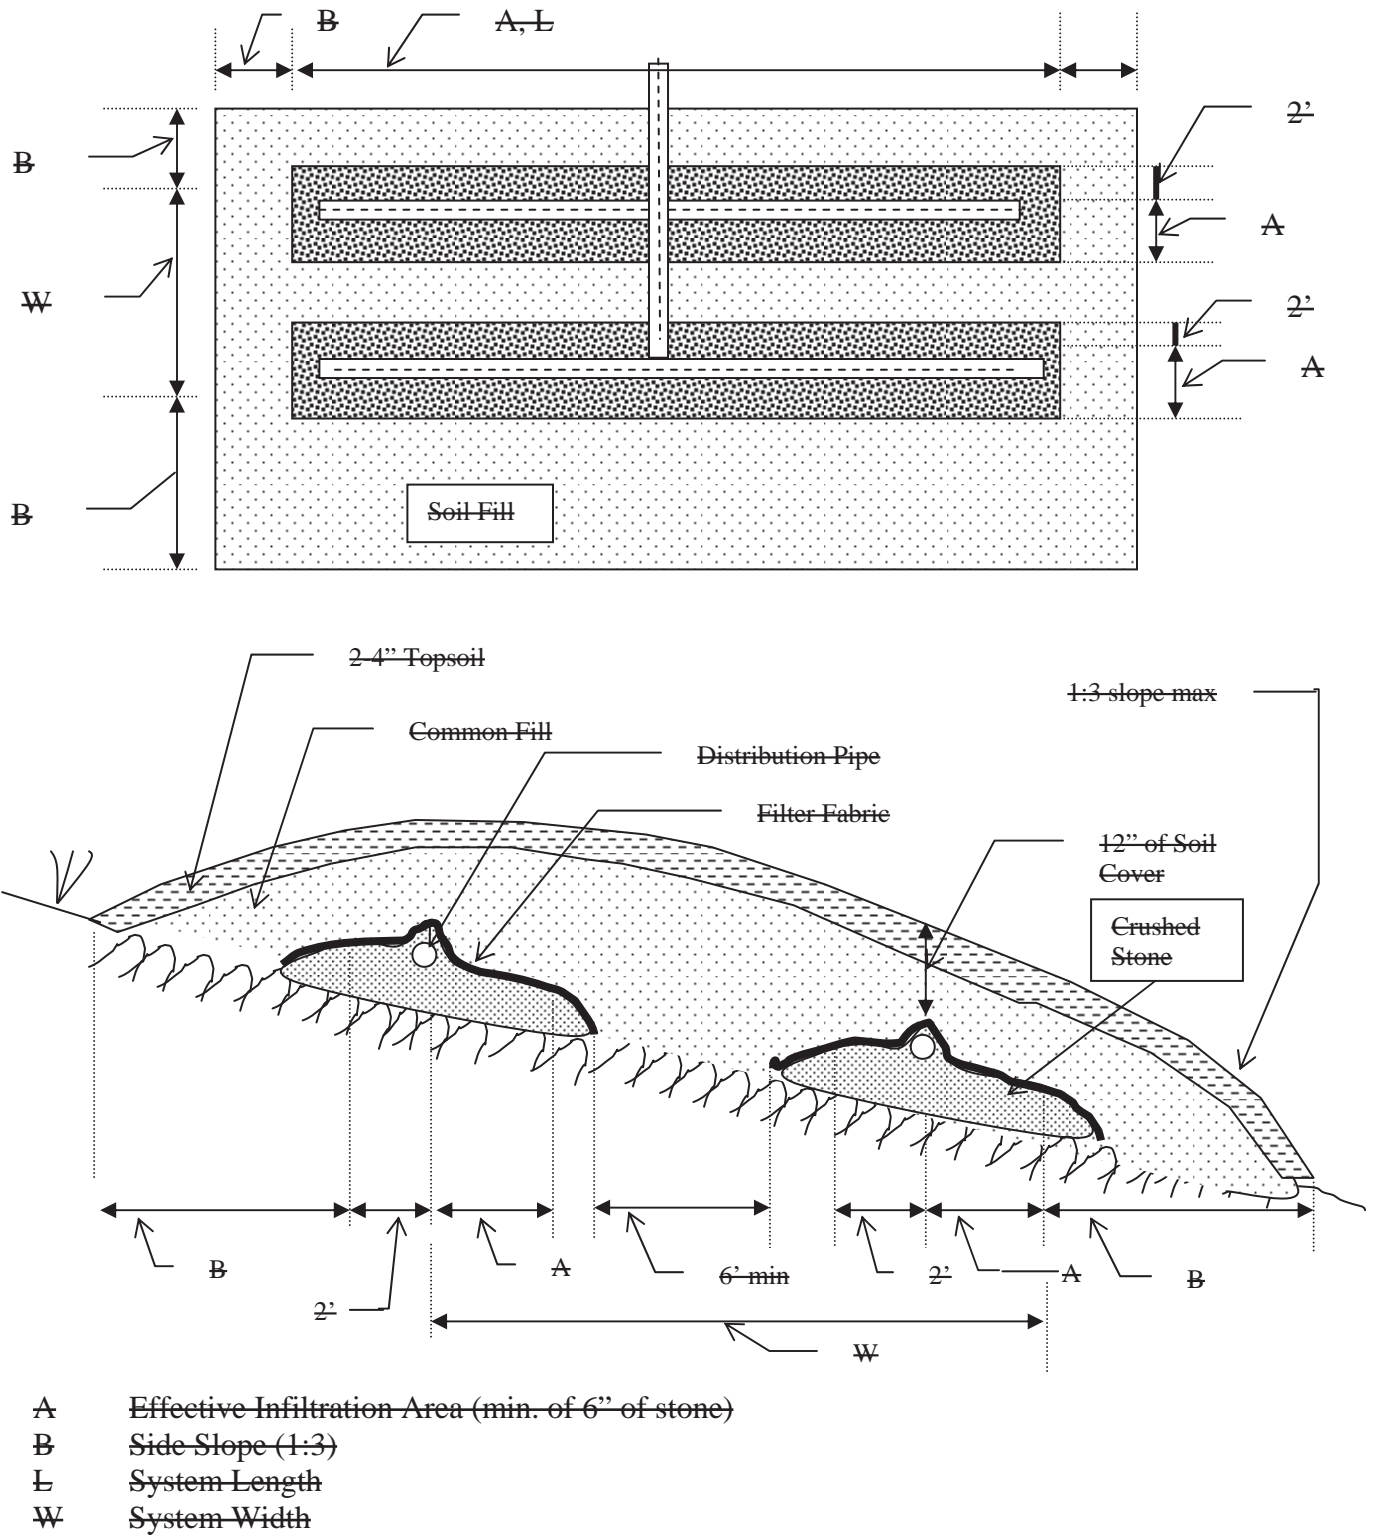 B
A, L
2’
B
A
W
2’
A
B
Soil Fill
2-4” Topsoil
1:3 slope max
Common Fill
Distribution Pipe
Filter Fabric
12” of Soil
Cover
Crushed
Stone
B
A
6’ min
2’
A
B
2’
W
A Effective Infiltration Area (min. of 6” of stone)
B Side Slope (1:3)
L System Length
W System Width